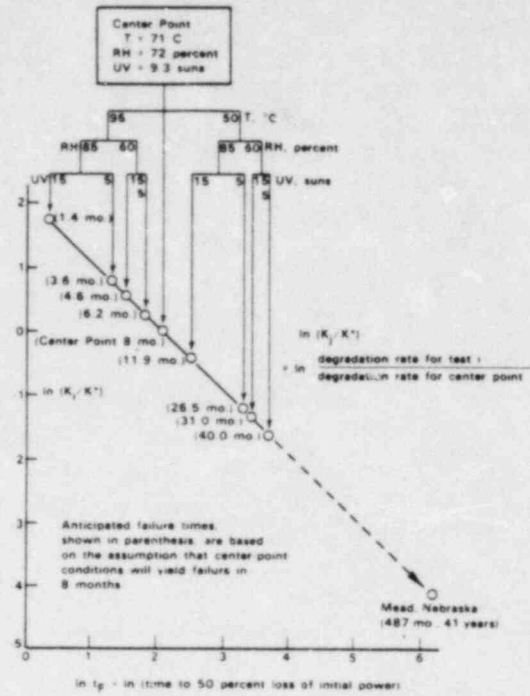 Center Point
T = 71 C
RH = 72 percent
UV = 9.3 suns
95
50
T, °C
RH
85
60
85
60
RH, percent
UV
15
5
15
5
15
5
15
5
UV, suns
2
1
0
1
2
3
4
5
(1.4 mo.)
(3.6 mo.)
(4.6 mo.)
(6.2 mo.)
(Center Point 8 mo.)
(11.9 mo.)
(26.5 mo.)
(31.0 mo.)
(40.0 mo.)
ln (Kj/K*)
ln (Kj/K*)
= ln
degradation rate for test i
degradation rate for center point
Anticipated failure times,
shown in parenthesis, are based
on the assumption that center point
conditions will yield failurs in
8 months
Mead, Nebraska
(487 mo., 41 years)
0 1 2 3 4 5 6
ln tF = ln (time to 50 percent loss of initial power)